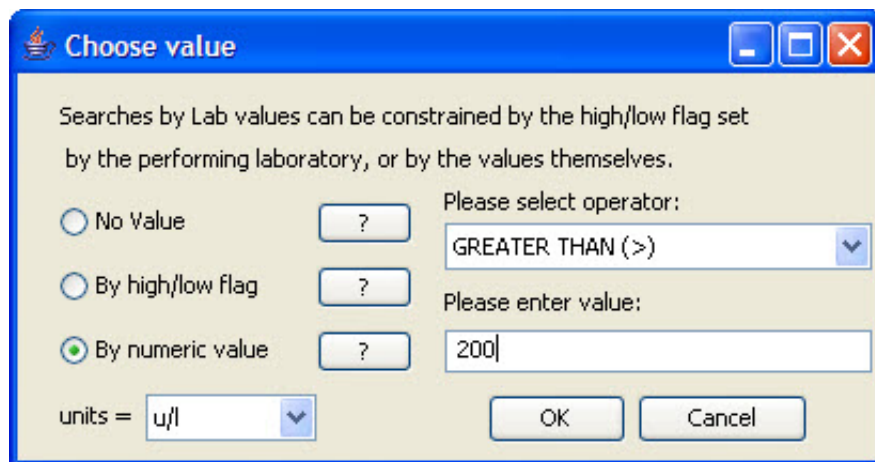 Choose value
Searches by Lab values can be constrained by the high/low flag set
by the performing laboratory, or by the values themselves.
No Value
?
By high/low flag
?
By numeric value
?
units =
u/l
Please select operator:
GREATER THAN (>)
Please enter value:
200
OK
Cancel